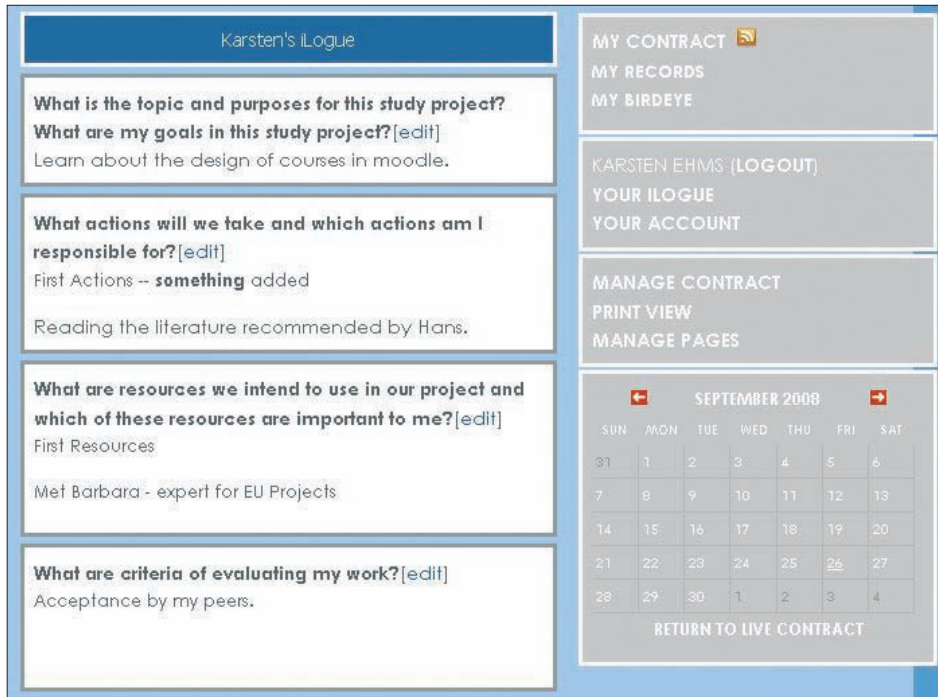 Karsten's iLogue
What is the topic and purposes for this study project?
What are my goals in this study project?[edit]
Learn about the design of courses in moodle.
What actions will we take and which actions am I
responsible for?[edit]
First Actions -- something added
Reading the literature recommended by Hans.
What are resources we intend to use in our project and
which of these resources are important to me?[edit]
First Resources
Met Barbara - expert for EU Projects
What are criteria of evaluating my work?[edit]
Acceptance by my peers.
MY CONTRACT
MY RECORDS
MY BIRDEYE
KARSTEN EHMS (LOGOUT)
YOUR ILOGUE
YOUR ACCOUNT
MANAGE CONTRACT
PRINT VIEW
MANAGE PAGES
SEPTEMBER 2008
SUN MON TUE WED THU FRI SAT
31 1 2 3 4 5 6
7 8 9 10 11 12 13
14 15 16 17 18 19 20
21 22 23 24 25 26 27
28 29 30 1 2 3 4
RETURN TO LIVE CONTRACT